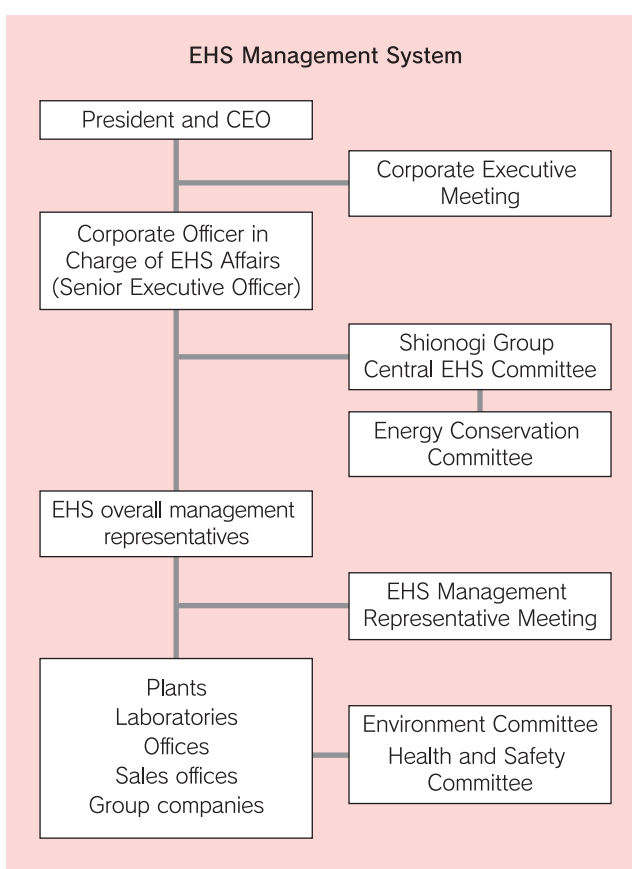 EHS Management System
President and CEO
Corporate Executive
Meeting
Corporate Officer in
Charge of EHS Affairs
(Senior Executive Officer)
Shionogi Group
Central EHS Committee
Energy Conservation
Committee
EHS overall management
representatives
EHS Management
Representative Meeting
Plants
Laboratories
Offices
Sales offices
Group companies
Environment Committee
Health and Safety
Committee